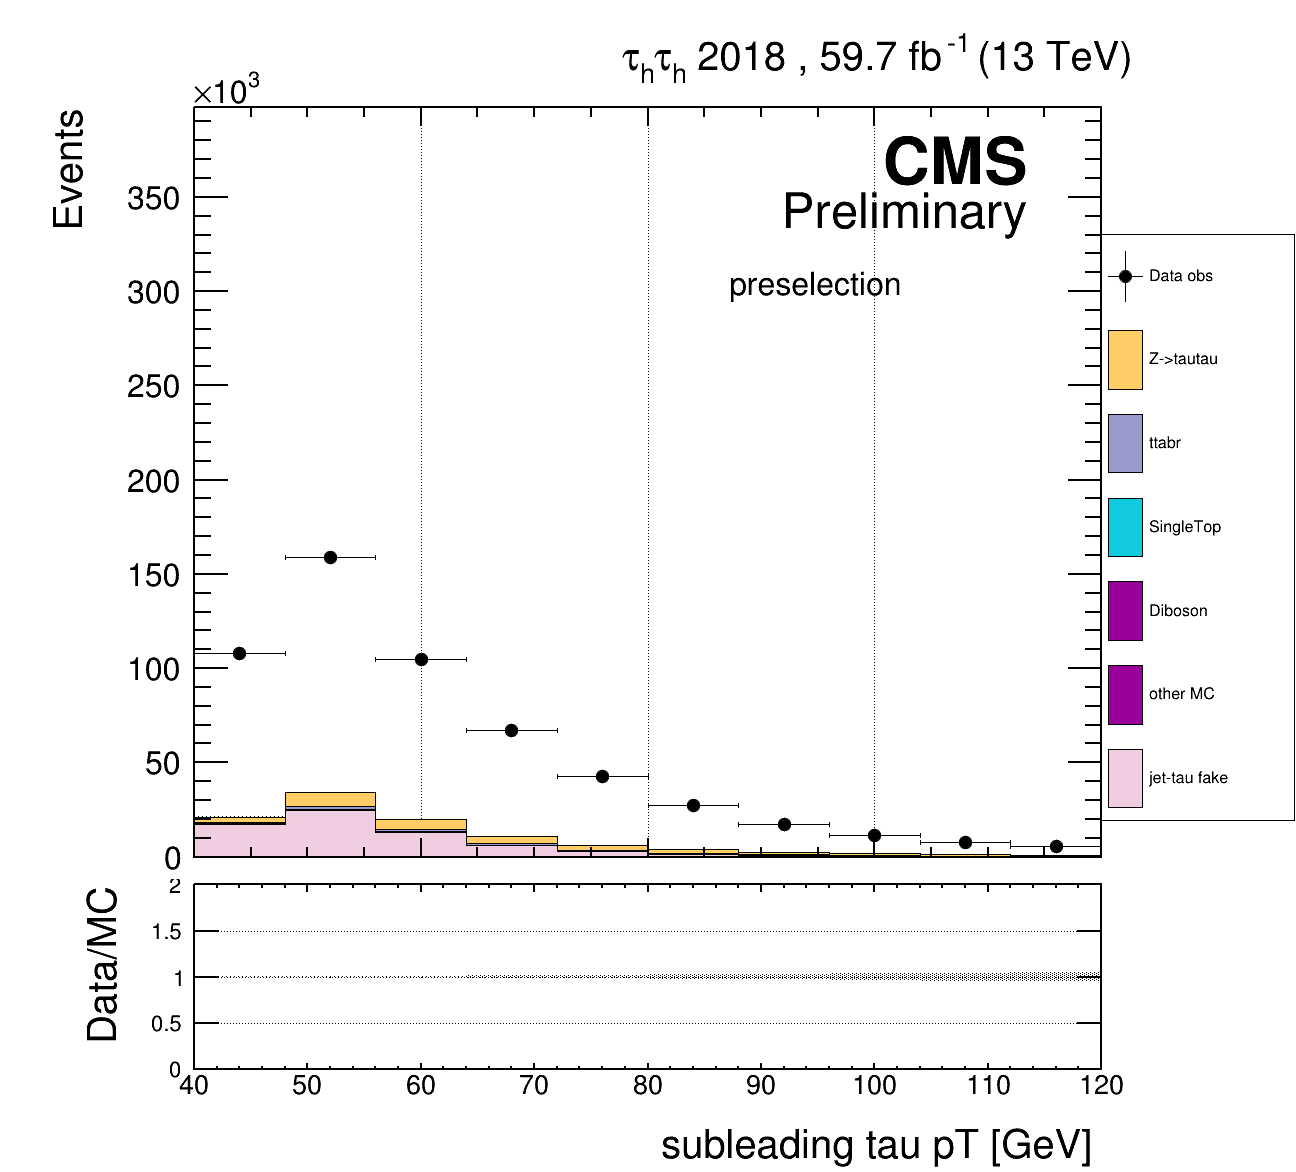 τhτh 2018 , 59.7 fb-1 (13 TeV)
×103
Events
CMS
Preliminary
preselection
350
300
250
200
150
100
50
0
Data obs
Z->tautau
ttabr
SingleTop
Diboson
other MC
jet-tau fake
Data/MC
2
1.5
1
0.5
0
40 50 60 70 80 90 100 110 120
subleading tau pT [GeV]